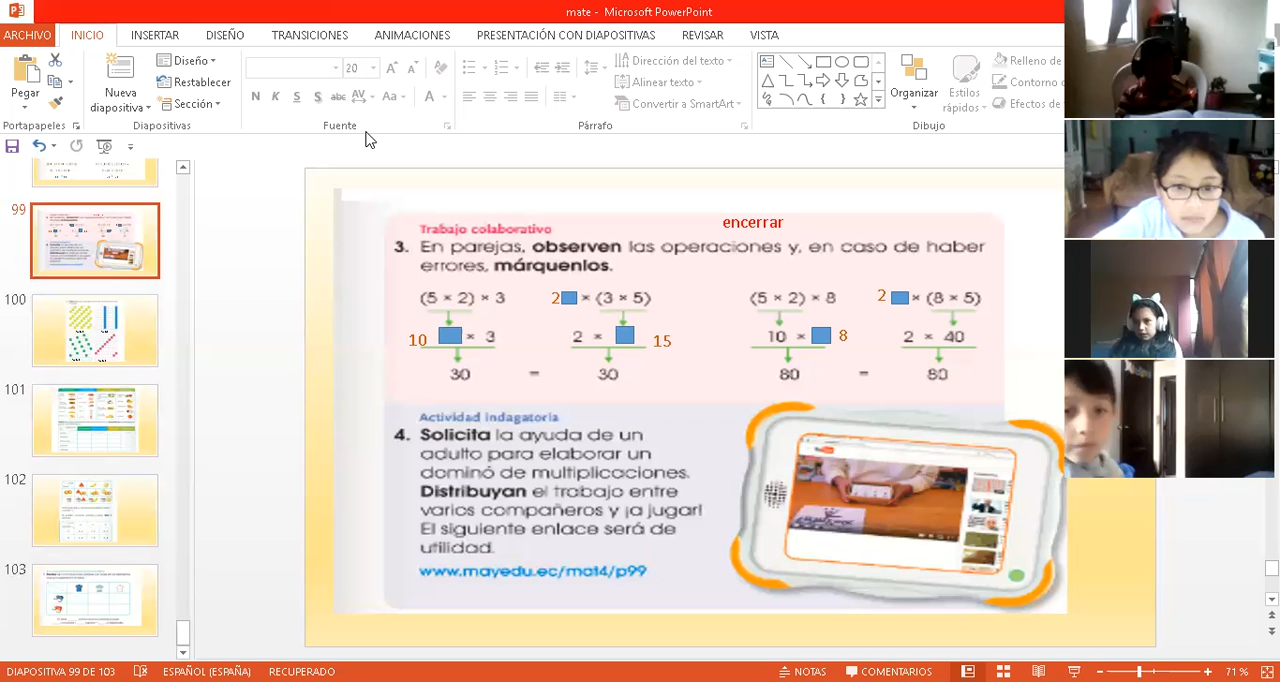 mate - Microsoft PowerPoint
ARCHIVO INICIO INSERTAR DISEÑO TRANSICIONES ANIMACIONES PRESENTACIÓN CON DIAPOSITIVAS REVISAR VISTA
Pegar
Nueva diapositiva
Diseño
Restablecer
Sección
20
N K S S abc AV Aa A
Dirección del texto
Alinear texto
Convertir a SmartArt
Organizar
Estilos rápidos
Relleno de
Contorno
Efectos de
Portapapeles Diapositivas Fuente Párrafo Dibujo
99
100
101
102
103
encerrar
Trabajo colaborativo
3. En parejas, observen las operaciones y, en caso de haber
errores, márquenlos.
(5 × 2) × 3 2 × (3 × 5) (5 × 2) × 8 2 × (8 × 5)
10 × 3 2 × 15 10 × 8 2 × 40
30 = 30 80 = 80
Actividad indagatoria
4. Solicita la ayuda de un
adulto para elaborar un
dominó de multiplicaciones.
Distribuyan el trabajo entre
varios compañeros y ¡a jugar!
El siguiente enlace será de
utilidad.
www.mayedu.ec/mat4/p99
DIAPOSITIVA 99 DE 103 ESPAÑOL (ESPAÑA) RECUPERADO NOTAS COMENTARIOS 71 %